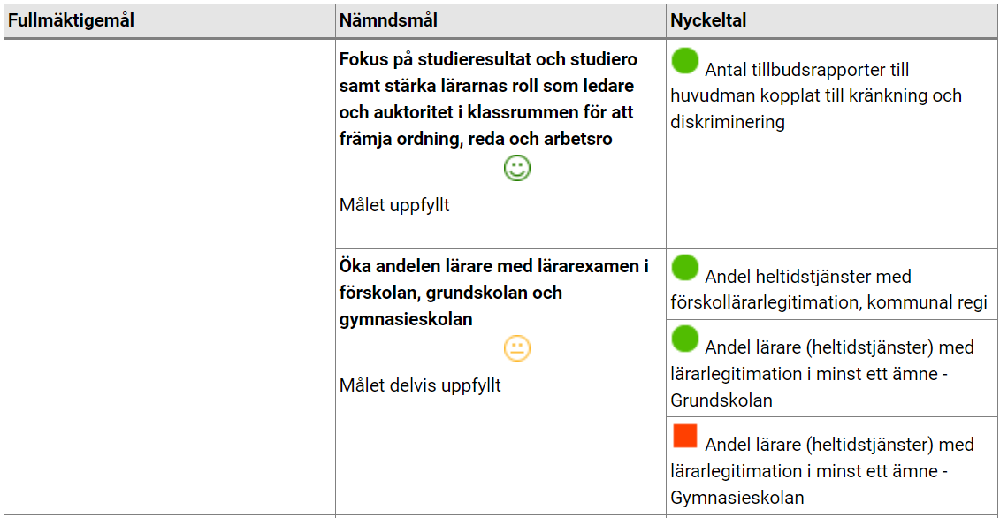 Fullmäktigemål
Nämndsmål
Nyckeltal
Fokus på studieresultat och studiero
samt stärka lärarnas roll som ledare
och auktoritet i klassrummen för att
främja ordning, reda och arbetsro
Målet uppfyllt
Antal tillbudsrapporter till
huvudman kopplat till kränkning och
diskriminering
Öka andelen lärare med lärarexamen i
förskolan, grundskolan och
gymnasieskolan
Målet delvis uppfyllt
Andel heltidstjänster med
förskollärarlegitimation, kommunal regi
Andel lärare (heltidstjänster) med
lärarlegitimation i minst ett ämne -
Grundskolan
Andel lärare (heltidstjänster) med
lärarlegitimation i minst ett ämne -
Gymnasieskolan